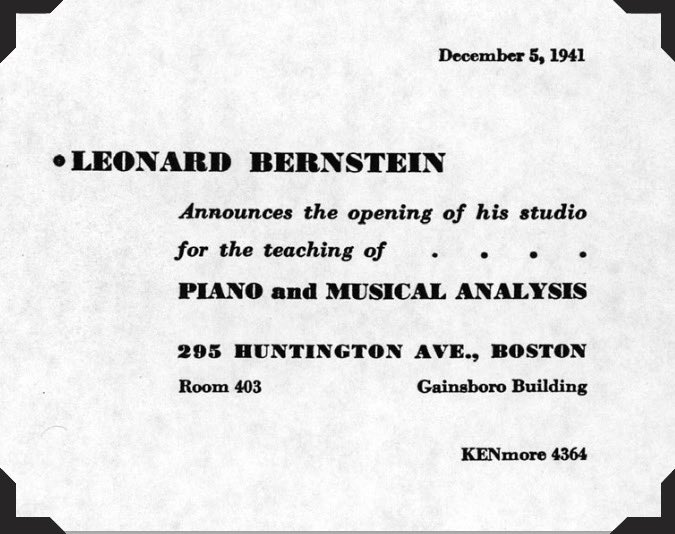 December 5, 1941
•LEONARD BERNSTEIN
Announces the opening of his studio
for the teaching of . . . .
PIANO and MUSICAL ANALYSIS
295 HUNTINGTON AVE., BOSTON
Room 403 Gainsboro Building
KENmore 4364